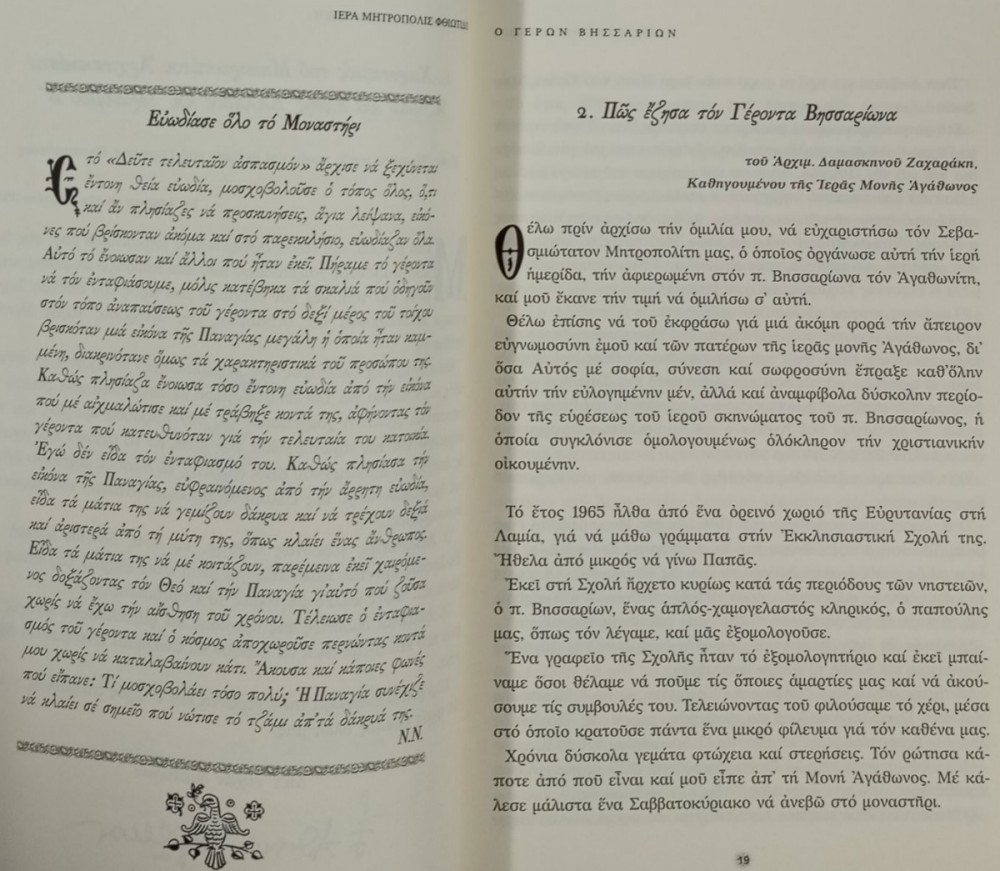 ΙΕΡΑ ΜΗΤΡΟΠΟΛΙΣ ΦΘΙΩΤΙΔΟΣ
Εὐωδίασε ὅλο τό Μοναστήρι
Στό «Δεῦτε τελευταῖον ἀσπασμόν» ἄρχισε νά ξεχύνεται
ἔντονη θεία εὐωδία, μοσχοβολοῦσε ὁ τόπος ὅλος, ὅ,τι
καί ἄν πλησίαζες νά προσκυνήσεις, ἅγια λείψανα, εἰκό-
νες πού βρίσκονταν ἀκόμα καί στό παρεκκλήσιο, εὐωδίαζαν ὅλα.
Αὐτό τό ἔνοιωσαν καί ἄλλοι πού ἦταν ἐκεῖ. Πήραμε τό γέροντα
νά τόν ἐνταφιάσουμε, μόλις κατέβηκα τά σκαλιά πού ὁδηγοῦν
στόν τόπο ἀναπαύσεως τοῦ γέροντα στό δεξί μέρος τοῦ τοίχου
βρισκόταν μιά εἰκόνα τῆς Παναγίας μεγάλη ἡ ὁποία ἦταν καμ-
μένη, διακρινότανε ὅμως τά χαρακτηριστικά τοῦ προσώπου της.
Καθώς πλησίαζα ἔνοιωσα τόσο ἔντονη εὐωδία ἀπό τήν εἰκόνα
πού μέ αἰχμαλώτισε καί μέ τράβηξε κοντά της, ἀφήνοντας τόν
γέροντα πού κατευθυνόταν γιά τήν τελευταία του κατοικία.
Ἐγώ δέν εἶδα τόν ἐνταφιασμό του. Καθώς πλησίασα τήν
εἰκόνα τῆς Παναγίας, εὐφραινόμενος ἀπό τήν ἄρρητη εὐωδία,
εἶδα τά μάτια της νά γεμίζουν δάκρυα καί νά τρέχουν δεξιά
καί ἀριστερά ἀπό τή μύτη της, ὅπως κλαίει ἕνας ἄνθρωπος.
Εἶδα τά μάτια της νά μέ κοιτάζουν, παρέμεινα ἐκεῖ χαιρόμε-
νος δοξάζοντας τόν Θεό καί τήν Παναγία γι'αὐτό πού ζοῦσα
χωρίς νά ἔχω τήν αἴσθηση τοῦ χρόνου. Τέλειωσε ὁ ἐνταφια-
σμός τοῦ γέροντα καί ὁ κόσμος ἀποχωροῦσε περνώντας κοντά
μου χωρίς νά καταλαβαίνουν κάτι. Ἄκουσα καί κάποιες φωνές
πού εἴπανε: Τί μοσχοβολάει τόσο πολύ; Ἡ Παναγία συνέχιζε
νά κλαίει σέ σημεῖο πού νώτισε τό τζάμι ἀπ'τά δάκρυά της.
Ν.Ν.
Ο ΓΕΡΩΝ ΒΗΣΣΑΡΙΩΝ
2. Πῶς ἔζησα τόν Γέροντα Βησσαρίωνα
τοῦ Ἀρχιμ. Δαμασκηνοῦ Ζαχαράκη,
Καθηγουμένου τῆς Ἱερᾶς Μονῆς Ἀγάθωνος
Θέλω πρίν ἀρχίσω τήν ὁμιλία μου, νά εὐχαριστήσω τόν Σεβα-
σμιώτατον Μητροπολίτη μας, ὁ ὁποῖος ὀργάνωσε αὐτή τήν ἱερή
ἡμερίδα, τήν ἀφιερωμένη στόν π. Βησσαρίωνα τόν Ἀγαθωνίτη,
καί μοῦ ἔκανε τήν τιμή νά ὁμιλήσω σ' αὐτή.
Θέλω ἐπίσης νά τοῦ ἐκφράσω γιά μιά ἀκόμη φορά τήν ἄπειρον
εὐγνωμοσύνη ἐμοῦ καί τῶν πατέρων τῆς ἱερᾶς μονῆς Ἀγάθωνος, δι'
ὅσα Αὐτός μέ σοφία, σύνεση καί σωφροσύνη ἔπραξε καθ'ὅλην
αὐτήν τήν εὐλογημένην μέν, ἀλλά καί ἀναμφίβολα δύσκολην περίο-
δον τῆς εὑρέσεως τοῦ ἱεροῦ σκηνώματος τοῦ π. Βησσαρίωνος, ἡ
ὁποία συγκλόνισε ὁμολογουμένως ὁλόκληρον τήν χριστιανικήν
οἰκουμένην.
Τό ἔτος 1965 ἦλθα ἀπό ἕνα ὀρεινό χωριό τῆς Εὐρυτανίας στή
Λαμία, γιά νά μάθω γράμματα στήν Ἐκκλησιαστική Σχολή της.
Ἤθελα ἀπό μικρός νά γίνω Παπᾶς.
Ἐκεῖ στή Σχολή ἤρχετο κυρίως κατά τάς περιόδους τῶν νηστειῶν,
ὁ π. Βησσαρίων, ἕνας ἁπλός-χαμογελαστός κληρικός, ὁ παπούλης
μας, ὅπως τόν λέγαμε, καί μᾶς ἐξομολογοῦσε.
Ἕνα γραφεῖο τῆς Σχολῆς ἦταν τό ἐξομολογητήριο καί ἐκεῖ μπαί-
ναμε ὅσοι θέλαμε νά ποῦμε τίς ὅποιες ἁμαρτίες μας καί νά ἀκού-
σουμε τίς συμβουλές του. Τελειώνοντας τοῦ φιλούσαμε τό χέρι, μέσα
στό ὁποῖο κρατοῦσε πάντα ἕνα μικρό φίλευμα γιά τόν καθένα μας.
Χρόνια δύσκολα γεμάτα φτώχεια καί στερήσεις. Τόν ρώτησα κά-
ποτε ἀπό ποῦ εἶναι καί μοῦ εἶπε ἀπ' τή Μονή Ἀγάθωνος. Μέ κά-
λεσε μάλιστα ἕνα Σαββατοκύριακο νά ἀνεβῶ στό μοναστῆρι.
19